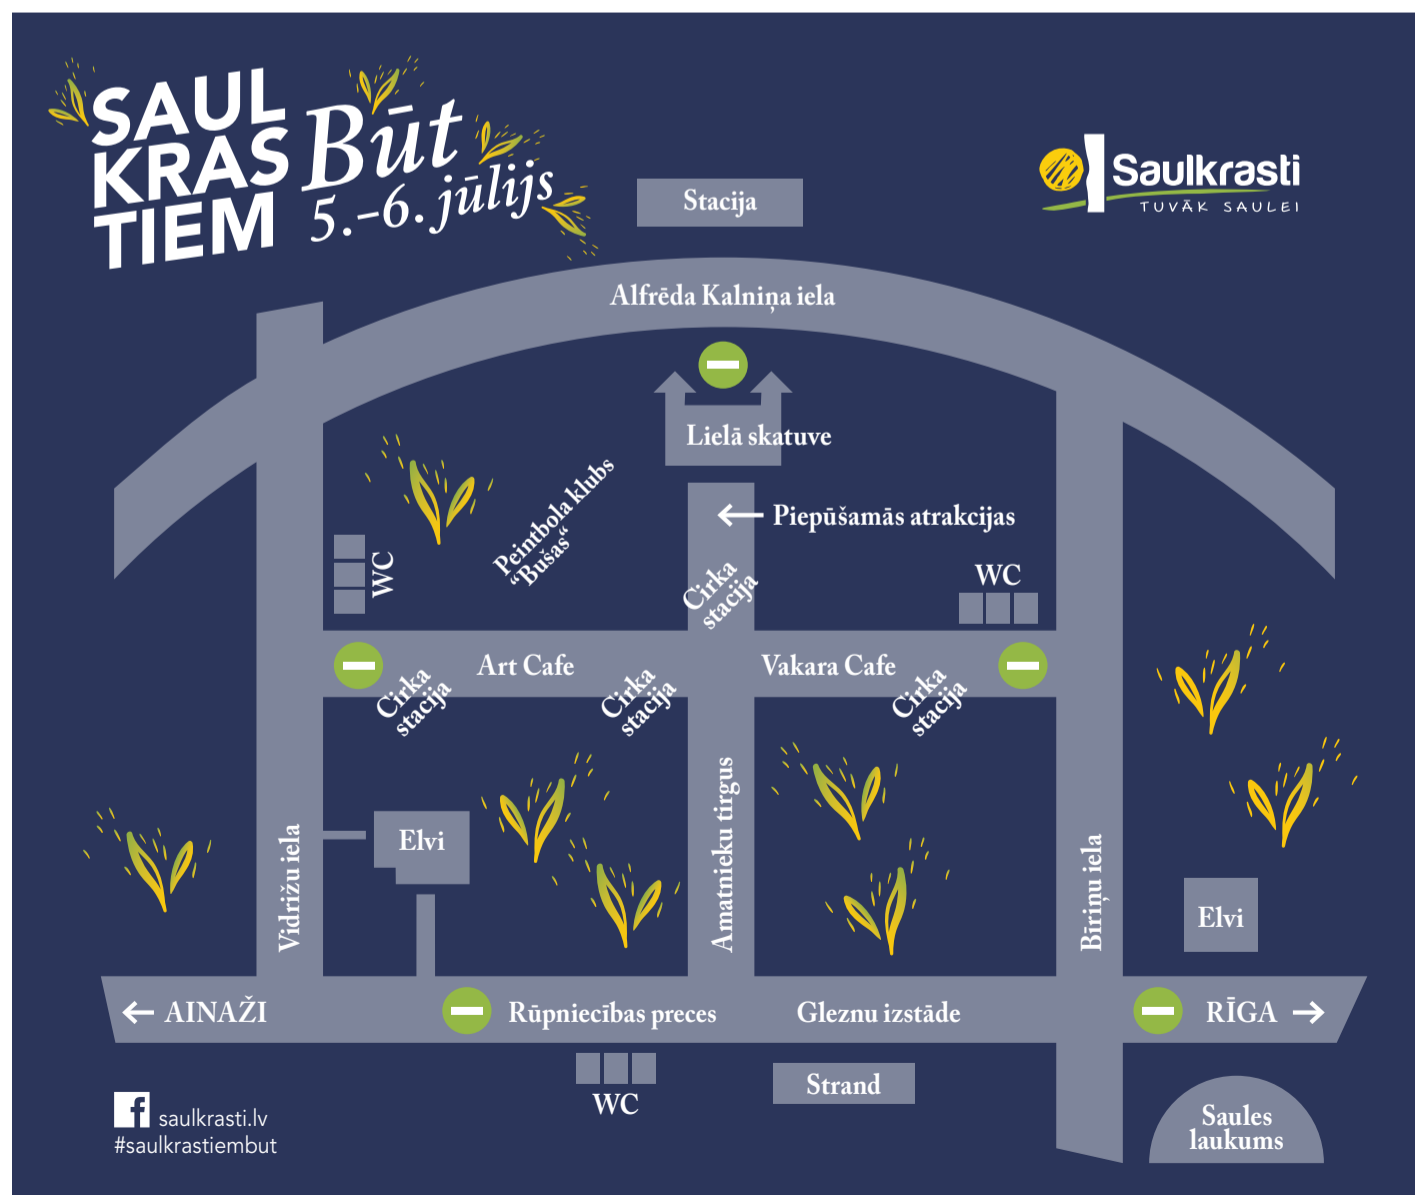 SAUL
KRAS
TIEM
Būt
5.–6. jūlijs
Saulkrasti
TUVĀK SAULEI
Stacija
Alfrēda Kalniņa iela
Lielā skatuve
Peintbola klubs
“Bušas“
Piepūšamās atrakcijas
Cirka
stacija
WC
WC
Art Cafe
Vakara Cafe
Cirka
stacija
Cirka
stacija
Cirka
stacija
Vidrižu iela
Elvi
Amatnieku tirgus
Bīriņu iela
Elvi
AINAŽI
Rūpniecības preces
Gleznu izstāde
RĪGA
WC
Strand
Saules
laukums
saulkrasti.lv
#saulkrastiembut